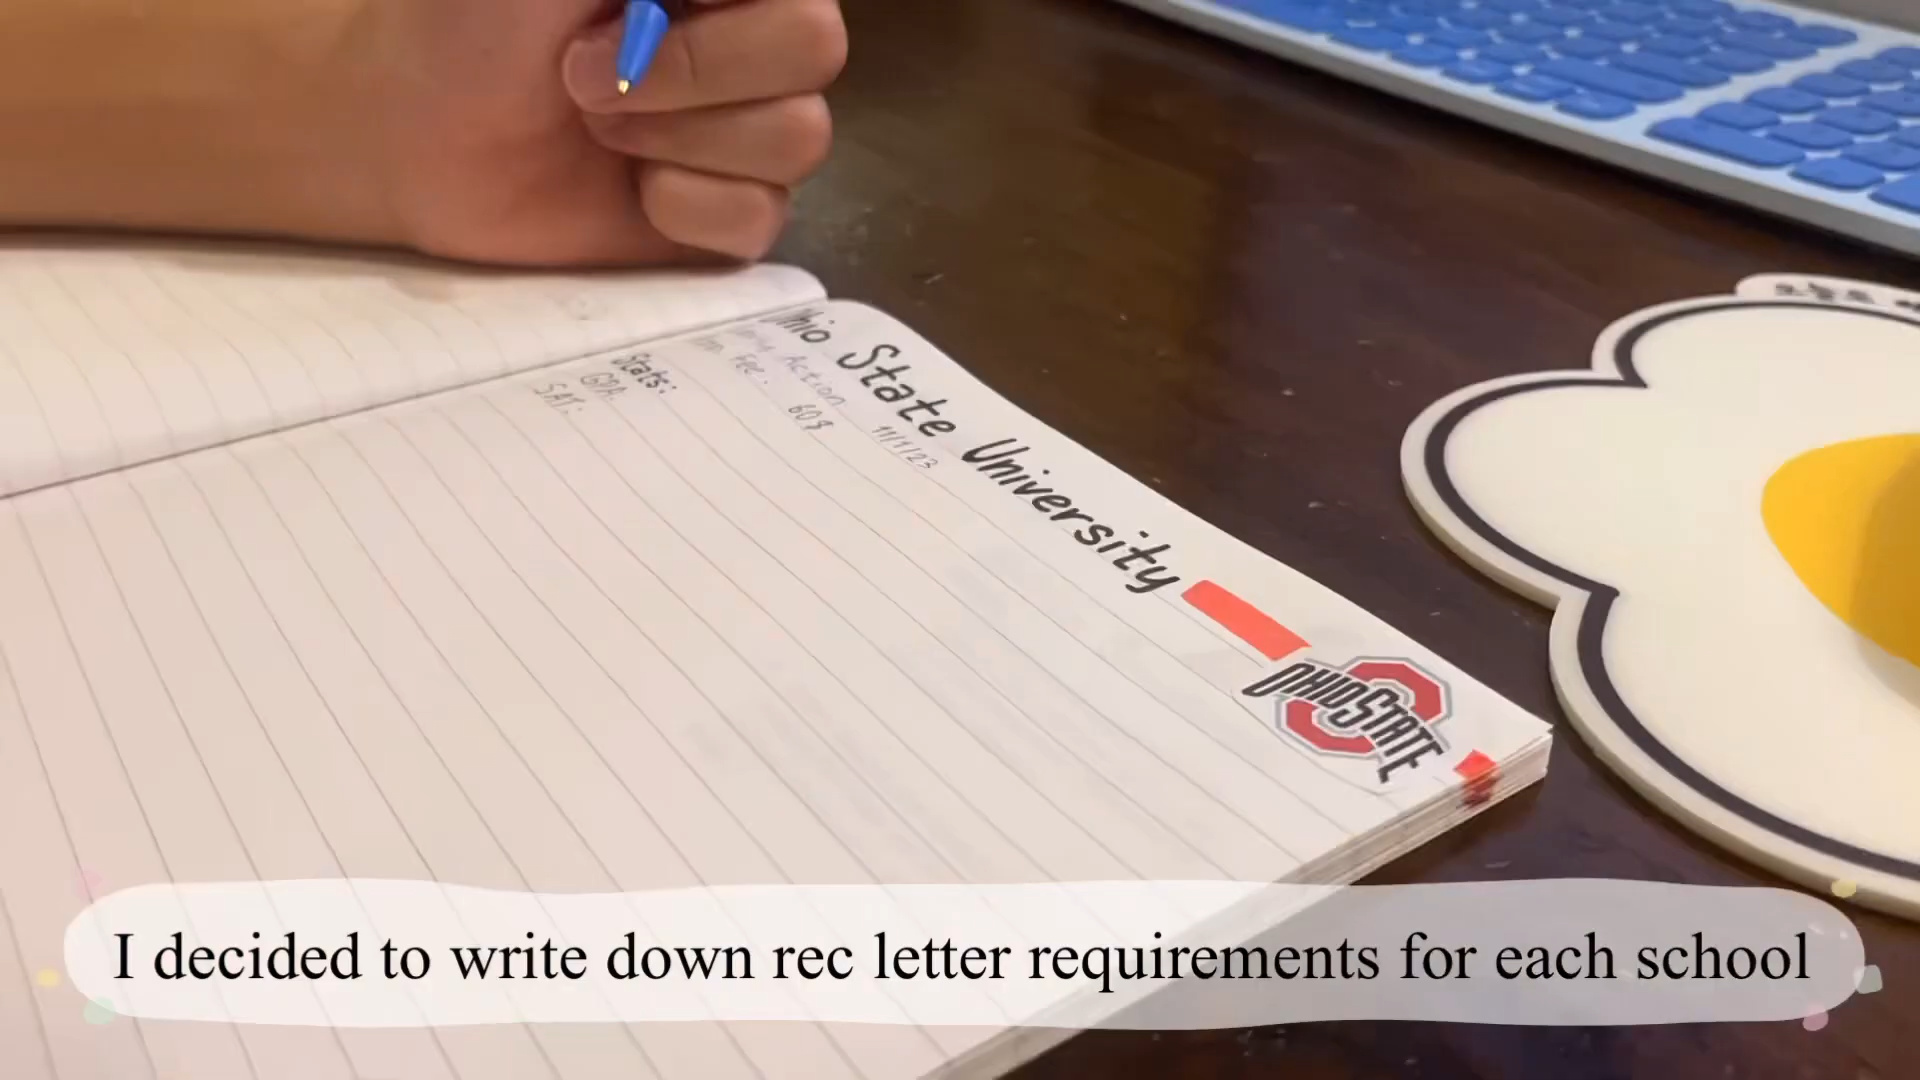 Ohio State University
Early Action 11/1/23
Fee: 60$
Stats:
GPA:
SAT:
OHIO STATE
I decided to write down rec letter requirements for each school